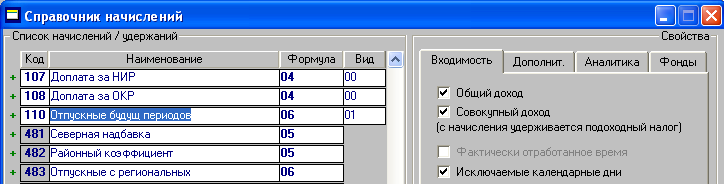 Справочник начислений
Список начислений / удержаний
Код Наименование Формула Вид
+ 107 Доплата за НИР 04 00
+ 108 Доплата за ОКР 04 00
+ 110 Отпускные будущ периодов 06 01
+ 481 Северная надбавка 05
+ 482 Районный коэффициент 05
+ 483 Отпускные с региональных 06
Свойства
Входимость Дополнит. Аналитика Фонды
Общий доход
Совокупный доход
(с начисления удерживается подоходный налог)
Фактически отработанное время
Исключаемые календарные дни